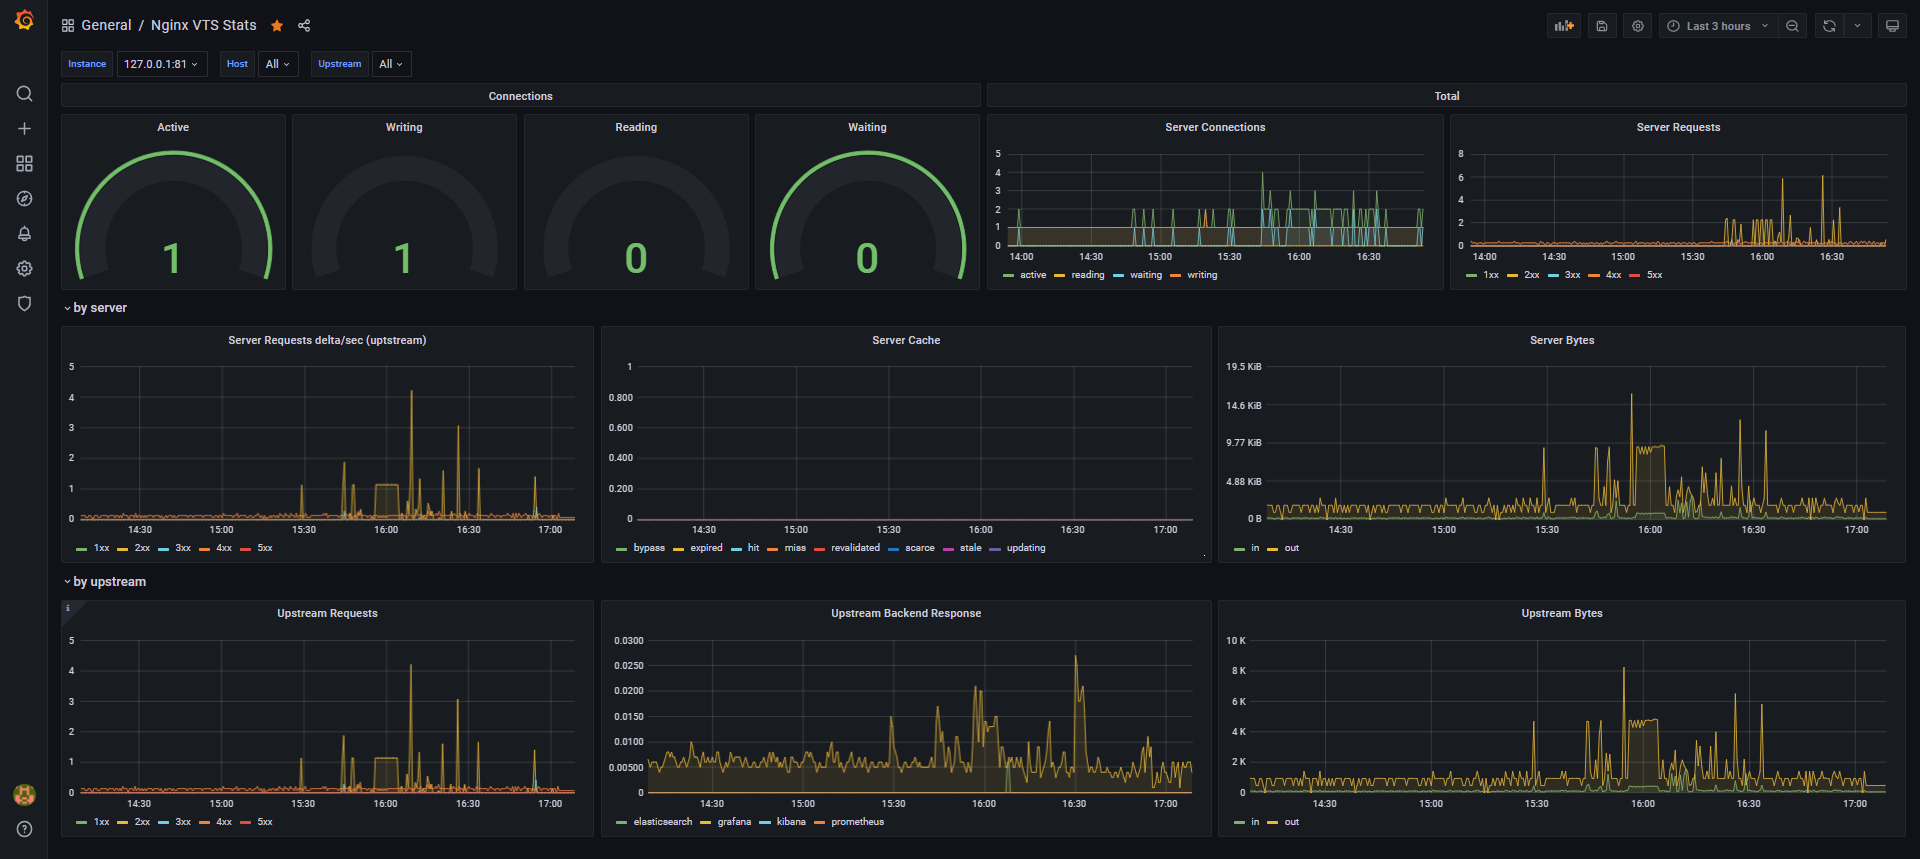 General / Nginx VTS Stats
Last 3 hours
Instance 127.0.0.1:81 Host All Upstream All
Connections
Total
Active
1
Writing
1
Reading
0
Waiting
0
Server Connections
5
4
3
2
1
0
14:00 14:30 15:00 15:30 16:00 16:30
active reading waiting writing
Server Requests
8
6
4
2
0
14:00 14:30 15:00 15:30 16:00 16:30
1xx 2xx 3xx 4xx 5xx
by server
Server Requests delta/sec (uptstream)
5
4
3
2
1
0
14:30 15:00 15:30 16:00 16:30 17:00
1xx 2xx 3xx 4xx 5xx
Server Cache
1
0.800
0.600
0.400
0.200
0
14:30 15:00 15:30 16:00 16:30 17:00
bypass expired hit miss revalidated scarce stale updating
Server Bytes
19.5 KiB
14.6 KiB
9.77 KiB
4.88 KiB
0 B
14:30 15:00 15:30 16:00 16:30 17:00
in out
by upstream
i
Upstream Requests
5
4
3
2
1
0
14:30 15:00 15:30 16:00 16:30 17:00
1xx 2xx 3xx 4xx 5xx
Upstream Backend Response
0.0300
0.0250
0.0200
0.0150
0.0100
0.00500
0
14:30 15:00 15:30 16:00 16:30 17:00
elasticsearch grafana kibana prometheus
Upstream Bytes
10 K
8 K
6 K
4 K
2 K
0
14:30 15:00 15:30 16:00 16:30 17:00
in out